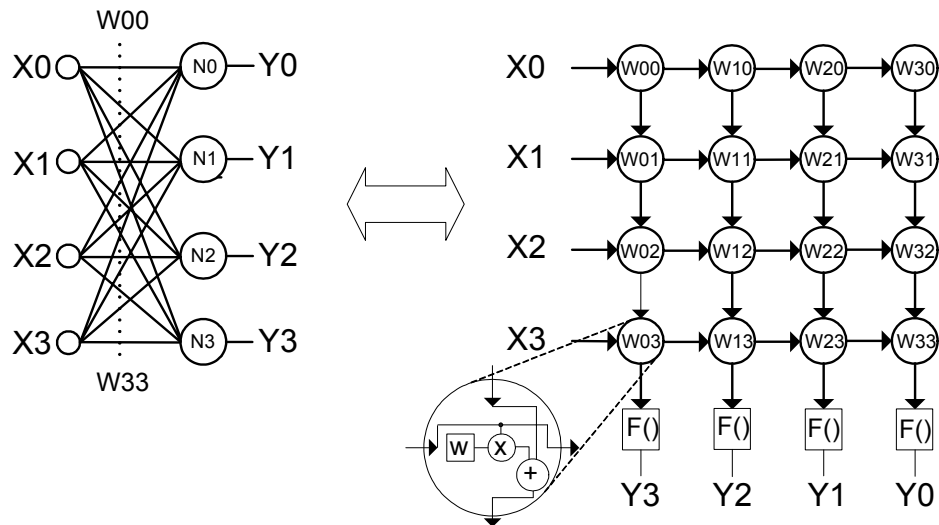 W00
X0 N0 Y0
X1 N1 Y1
X2 N2 Y2
X3 N3 Y3
W33
X0 W00 W10 W20 W30
X1 W01 W11 W21 W31
X2 W02 W12 W22 W32
X3 W03 W13 W23 W33
W X
+
F() F() F() F()
Y3 Y2 Y1 Y0